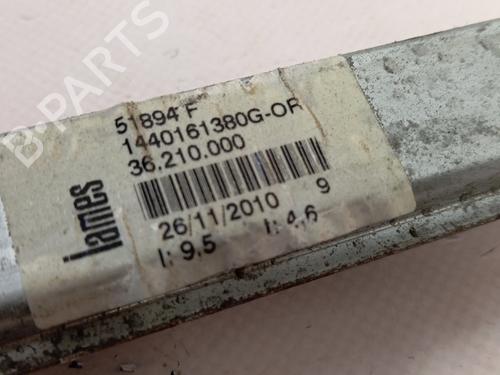 51894 F
1440161380G-OR
36.210.000
26/11/2010 9
I: 9,5 I: 4,6
lames
B-PARTS